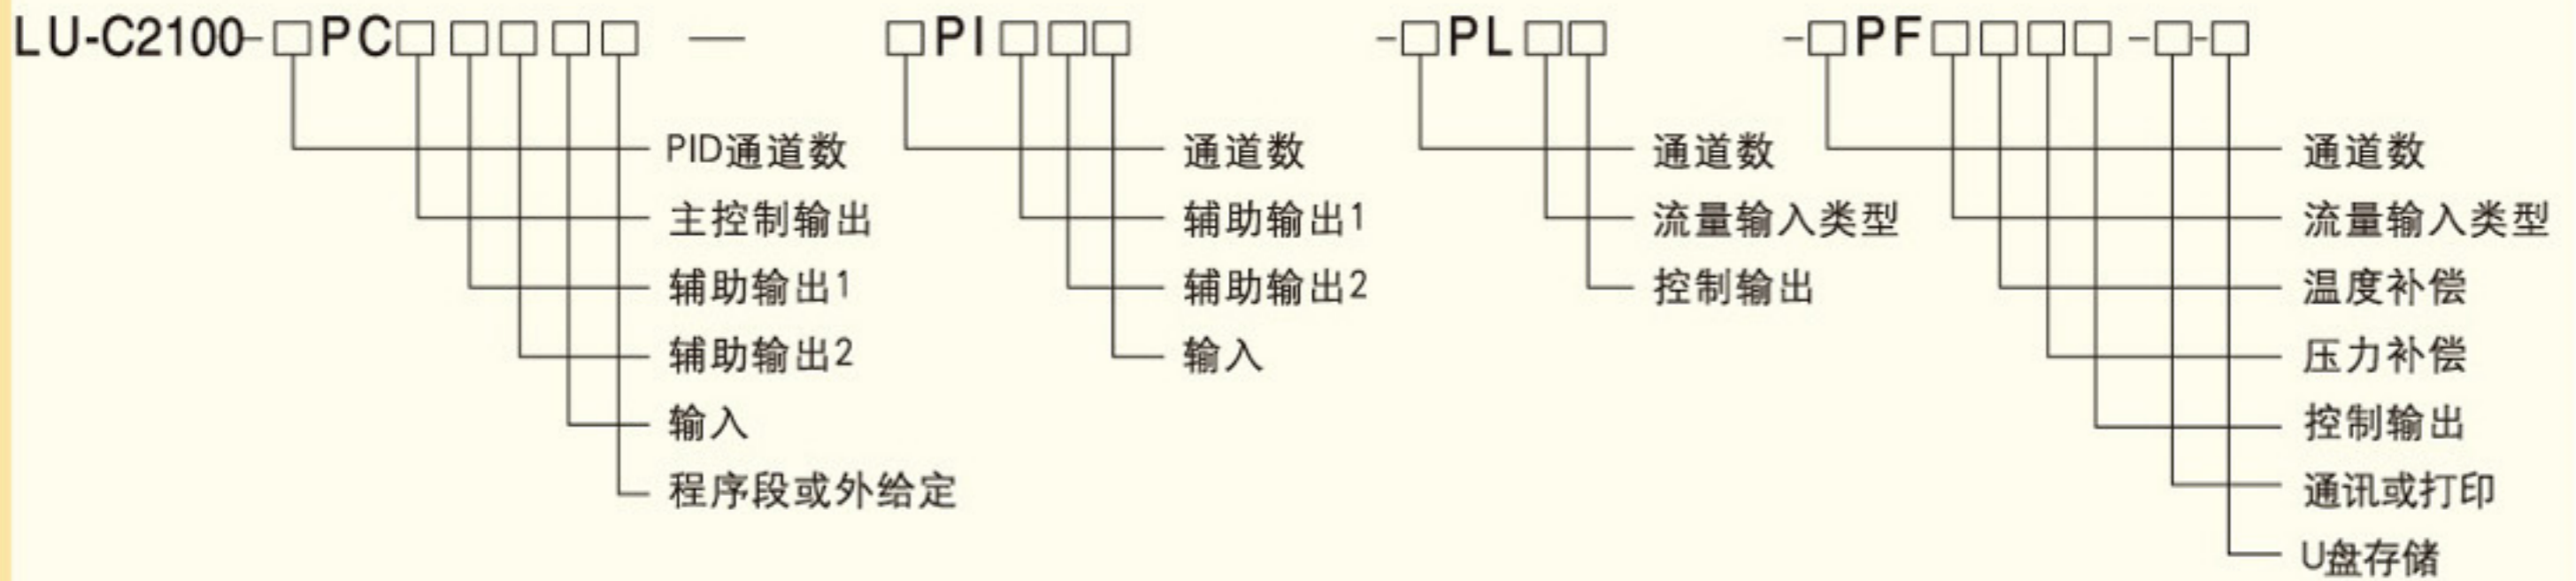 LU-C2100-□PC□□□□□ — □PI□□□ -□PL□□ -□PF□□□□-□-□
PID通道数 通道数 通道数 通道数
主控制输出 辅助输出1 流量输入类型 流量输入类型
辅助输出1 辅助输出2 控制输出 温度补偿
辅助输出2 输入 压力补偿
输入 控制输出
程序段或外给定 通讯或打印
U盘存储